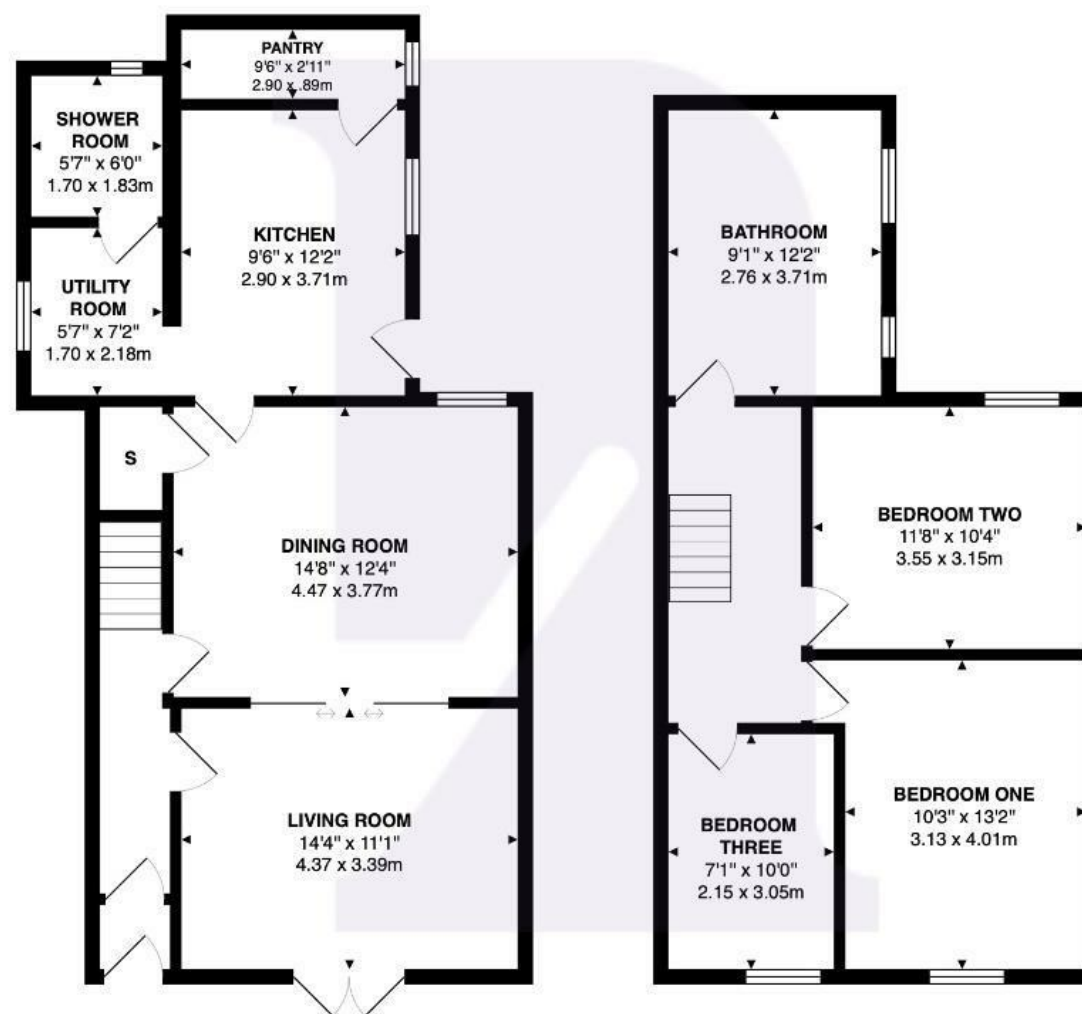 PANTRY
9'6" x 2'11"
2.90 x .89m
SHOWER
ROOM
5'7" x 6'0"
1.70 x 1.83m
KITCHEN
9'6" x 12'2"
2.90 x 3.71m
UTILITY
ROOM
5'7" x 7'2"
1.70 x 2.18m
S
DINING ROOM
14'8" x 12'4"
4.47 x 3.77m
LIVING ROOM
14'4" x 11'1"
4.37 x 3.39m
BATHROOM
9'1" x 12'2"
2.76 x 3.71m
BEDROOM TWO
11'8" x 10'4"
3.55 x 3.15m
BEDROOM ONE
10'3" x 13'2"
3.13 x 4.01m
BEDROOM
THREE
7'1" x 10'0"
2.15 x 3.05m